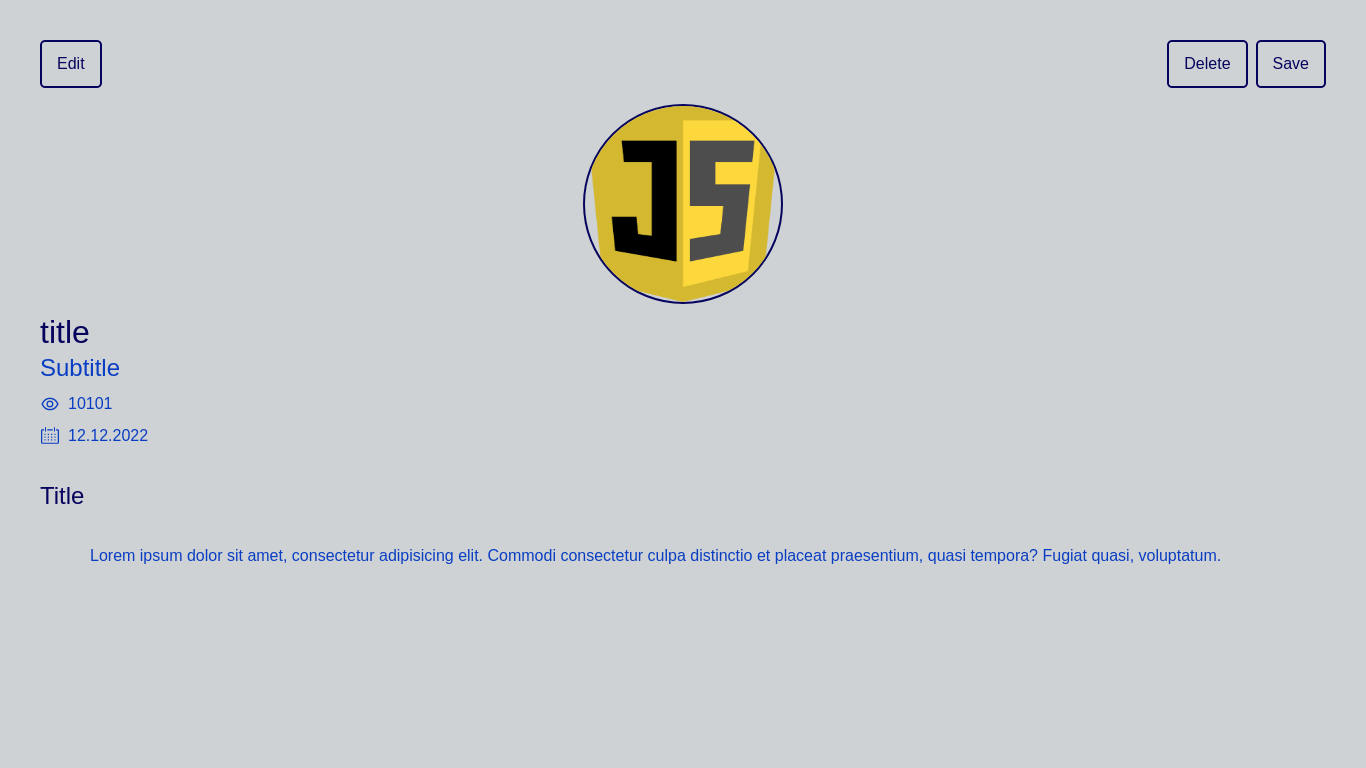 Edit
Delete
Save
JS
title
Subtitle
10101
12.12.2022
Title
Lorem ipsum dolor sit amet, consectetur adipisicing elit. Commodi consectetur culpa distinctio et placeat praesentium, quasi tempora? Fugiat quasi, voluptatum.